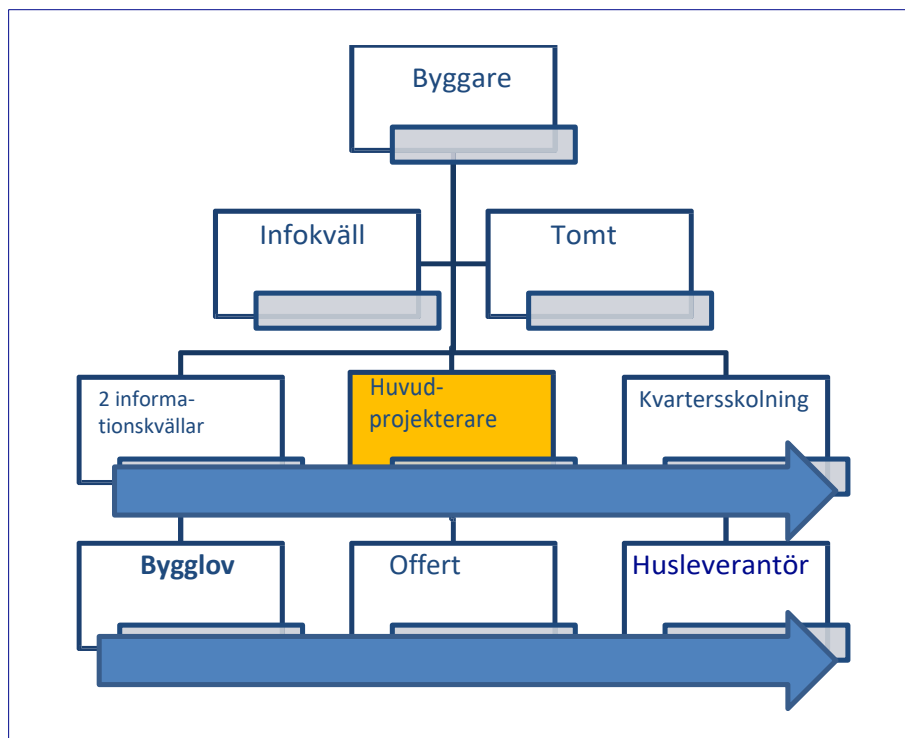 Byggare
Infokväll
Tomt
2 informa-
tionskvällar
Huvud-
projekterare
Kvartersskolning
Bygglov
Offert
Husleverantör